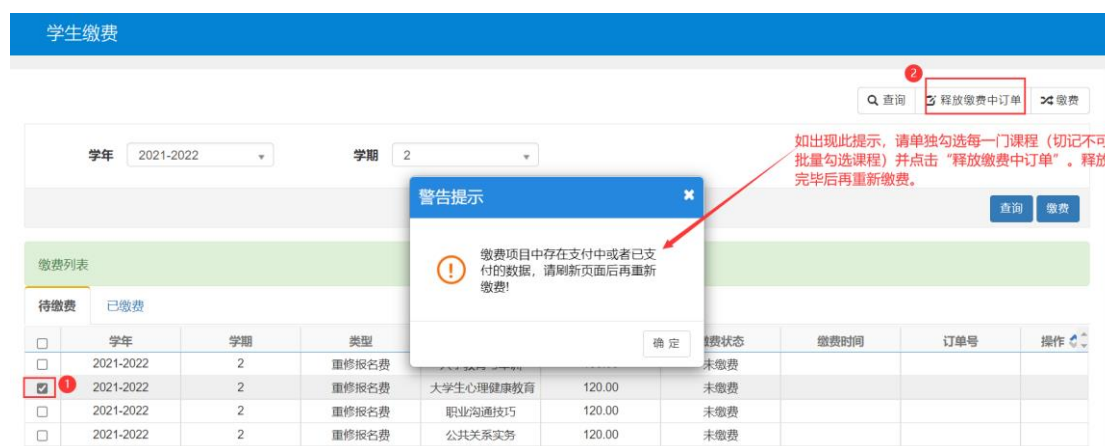 学生缴费
2
查询 释放缴费中订单 缴费
如出现此提示，请单独勾选每一门课程（切记不可
批量勾选课程）并点击“释放缴费中订单”。释放
完毕后再重新缴费。
学年 2021-2022 学期 2
查询 缴费
警告提示
缴费项目中存在支付中或者已支
付的数据，请刷新页面后再重新
缴费!
确定
缴费列表
待缴费 已缴费
学年 学期 类型 缴费状态 缴费时间 订单号 操作
2021-2022 2 重修报名费 未缴费
1 2021-2022 2 重修报名费 大学生心理健康教育 120.00 未缴费
2021-2022 2 重修报名费 职业沟通技巧 120.00 未缴费
2021-2022 2 重修报名费 公共关系实务 120.00 未缴费